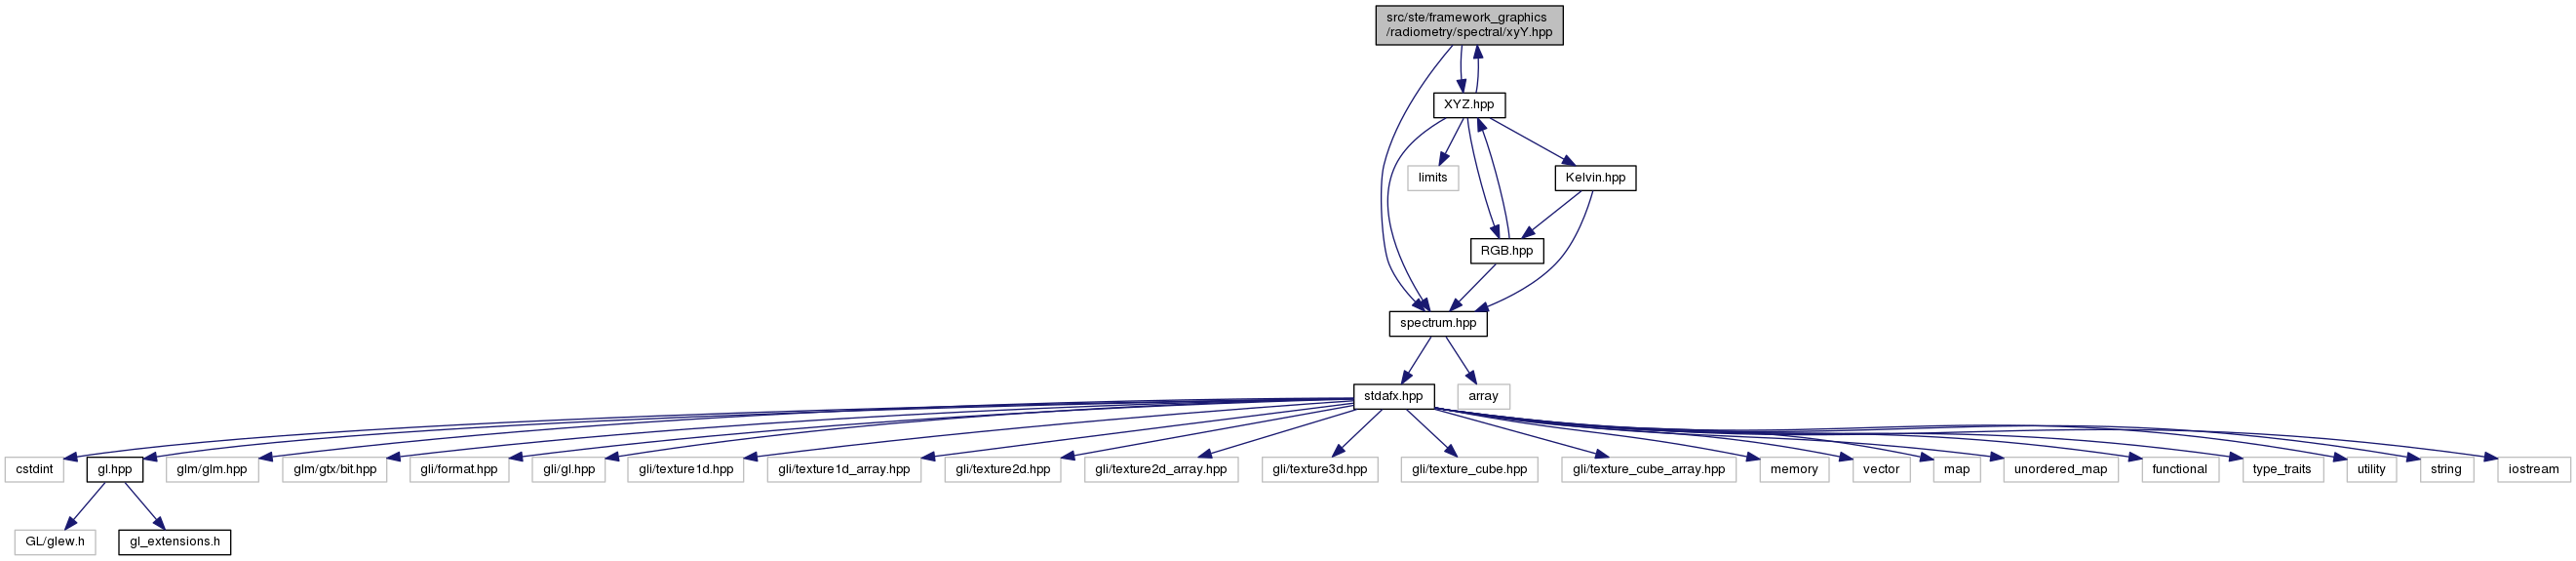 src/ste/framework_graphics
/radiometry/spectral/xyY.hpp
XYZ.hpp
limits
Kelvin.hpp
RGB.hpp
spectrum.hpp
stdafx.hpp
array
cstdint
gl.hpp
glm/glm.hpp
glm/gtx/bit.hpp
gli/format.hpp
gli/gl.hpp
gli/texture1d.hpp
gli/texture1d_array.hpp
gli/texture2d.hpp
gli/texture2d_array.hpp
gli/texture3d.hpp
gli/texture_cube.hpp
gli/texture_cube_array.hpp
memory
vector
map
unordered_map
functional
type_traits
utility
string
iostream
GL/glew.h
gl_extensions.h